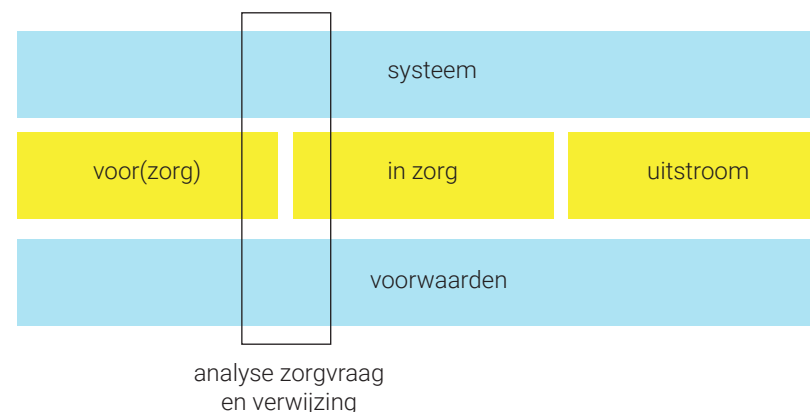 systeem
voor(zorg)
in zorg
uitstroom
voorwaarden
analyse zorgvraag
en verwijzing